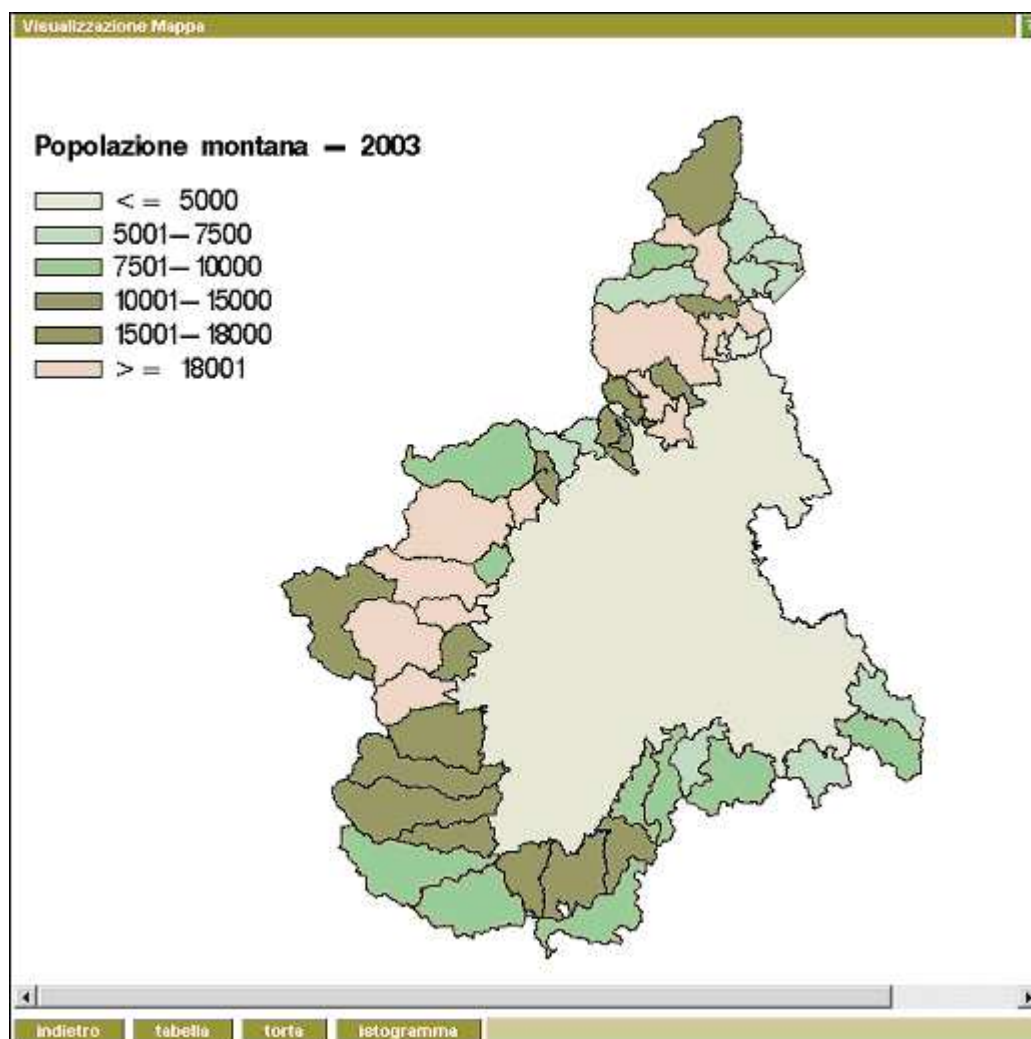 Visualizzazione Mappa
Popolazione montana – 2003
<= 5000
5001–7500
7501–10000
10001–15000
15001–18000
>= 18001
indietro tabella torta istogramma